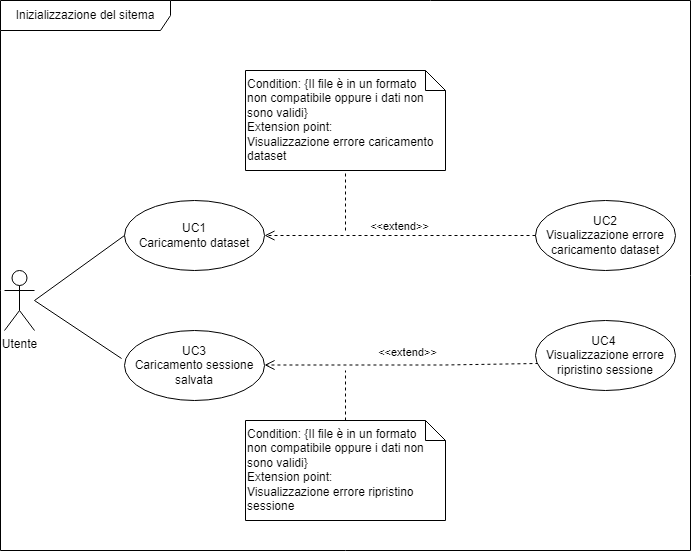 Inizializzazione del sitema
Condition: {Il file è in un formato
non compatibile oppure i dati non
sono validi}
Extension point:
Visualizzazione errore caricamento
dataset
UC1
Caricamento dataset
<<extend>>
UC2
Visualizzazione errore
caricamento dataset
Utente
UC3
Caricamento sessione
salvata
<<extend>>
UC4
Visualizzazione errore
ripristino sessione
Condition: {Il file è in un formato
non compatibile oppure i dati non
sono validi}
Extension point:
Visualizzazione errore ripristino
sessione